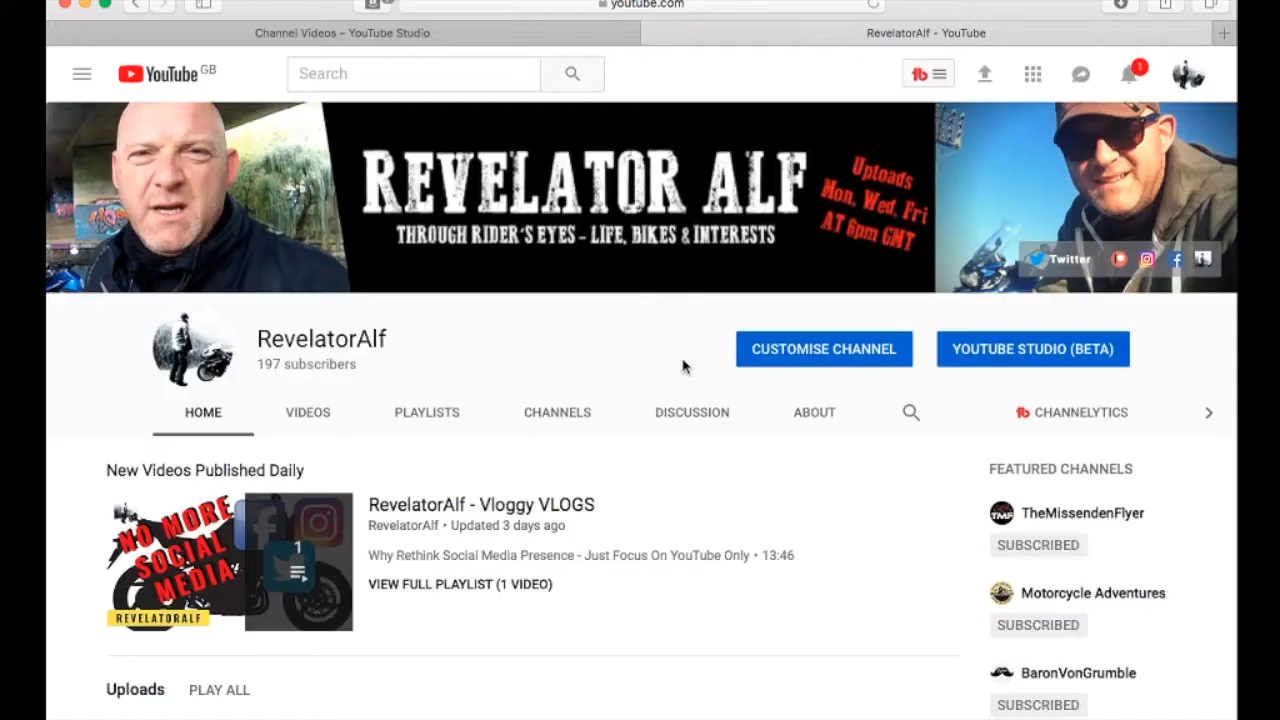 youtube.com
Channel Videos – YouTube Studio
RevelatorAlf - YouTube
YouTube GB
Search
1
REVELATOR ALF
THROUGH RIDER'S EYES – LIFE, BIKES & INTERESTS
Uploads
Mon, Wed, Fri
AT 6pm GMT
Twitter
RevelatorAlf
197 subscribers
CUSTOMISE CHANNEL
YOUTUBE STUDIO (BETA)
HOME
VIDEOS
PLAYLISTS
CHANNELS
DISCUSSION
ABOUT
CHANNELYTICS
New Videos Published Daily
NO MORE
SOCIAL
MEDIA
REVELATORALF
1
RevelatorAlf - Vloggy VLOGS
RevelatorAlf • Updated 3 days ago
Why Rethink Social Media Presence - Just Focus On YouTube Only • 13:46
VIEW FULL PLAYLIST (1 VIDEO)
FEATURED CHANNELS
TMF
TheMissendenFlyer
SUBSCRIBED
Motorcycle Adventures
SUBSCRIBED
BaronVonGrumble
SUBSCRIBED
Uploads
PLAY ALL